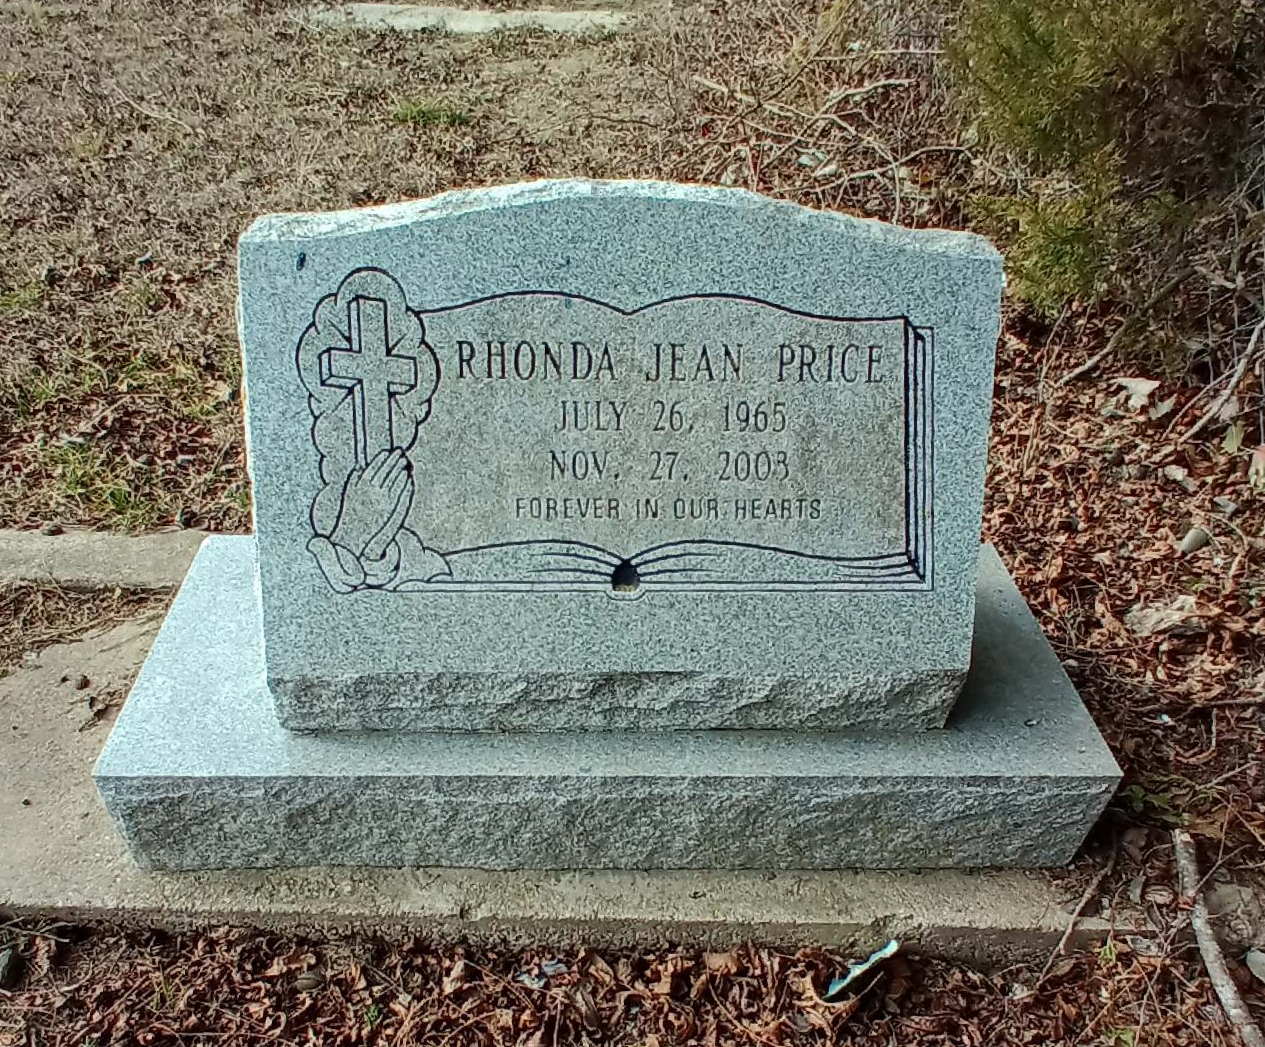 RHONDA JEAN PRICE
JULY 26, 1965
NOV. 27, 2003
FOREVER IN OUR HEARTS